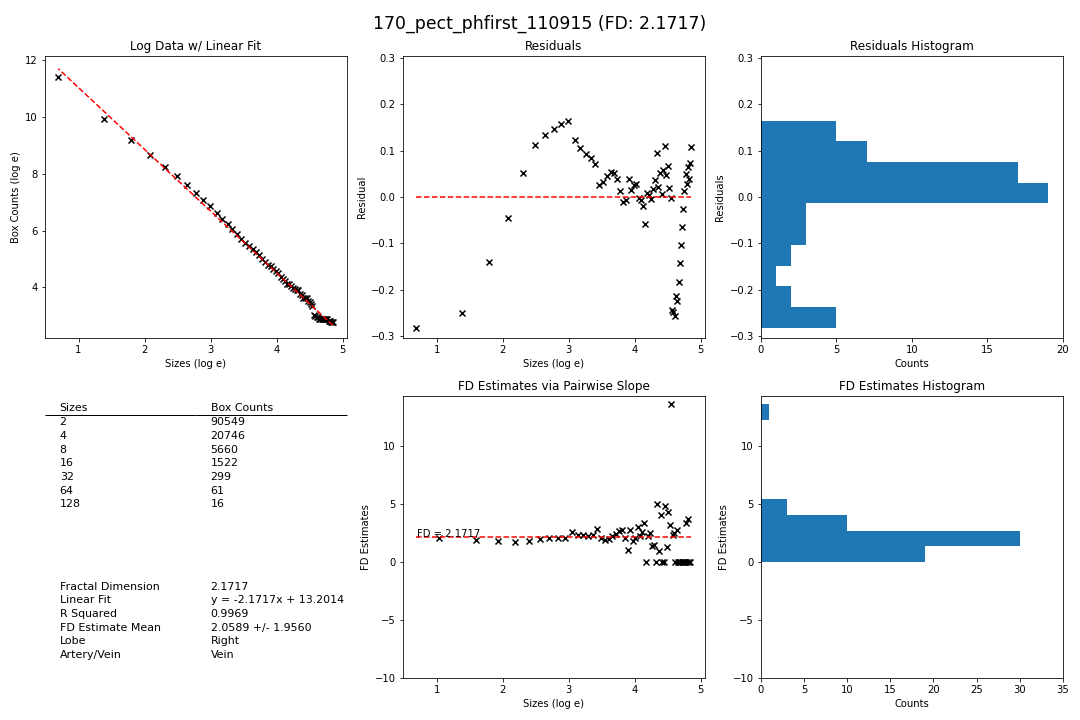 170_pect_phfirst_110915 (FD: 2.1717)
Log Data w/ Linear Fit
Box Counts (log e)
12
10
8
6
4
1 2 3 4 5
Sizes (log e)
Residuals
Residual
0.3
0.2
0.1
0.0
−0.1
−0.2
−0.3
1 2 3 4 5
Sizes (log e)
Residuals Histogram
Residuals
0.3
0.2
0.1
0.0
−0.1
−0.2
−0.3
0 5 10 15 20
Counts
Sizes Box Counts
2 90549
4 20746
8 5660
16 1522
32 299
64 61
128 16
Fractal Dimension 2.1717
Linear Fit y = -2.1717x + 13.2014
R Squared 0.9969
FD Estimate Mean 2.0589 +/- 1.9560
Lobe Right
Artery/Vein Vein
FD Estimates via Pairwise Slope
FD Estimates
10
5
0
−5
−10
FD = 2.1717
1 2 3 4 5
Sizes (log e)
FD Estimates Histogram
FD Estimates
10
5
0
−5
−10
0 5 10 15 20 25 30 35
Counts